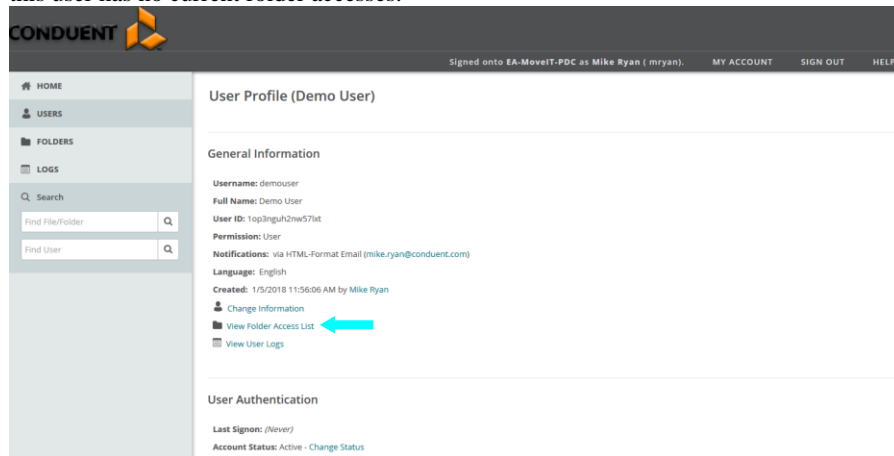 this user has no current folder accesses.
CONDUENT
Signed onto EA-MoveIT-PDC as Mike Ryan ( mryan). MY ACCOUNT SIGN OUT HELP
HOME
USERS
FOLDERS
LOGS
Search
Find File/Folder
Find User
User Profile (Demo User)
General Information
Username: demouser
Full Name: Demo User
User ID: 1op3nguh2nw57lxt
Permission: User
Notifications: via HTML-Format Email (mike.ryan@conduent.com)
Language: English
Created: 1/5/2018 11:56:06 AM by Mike Ryan
Change Information
View Folder Access List
View User Logs
User Authentication
Last Signon: (Never)
Account Status: Active - Change Status